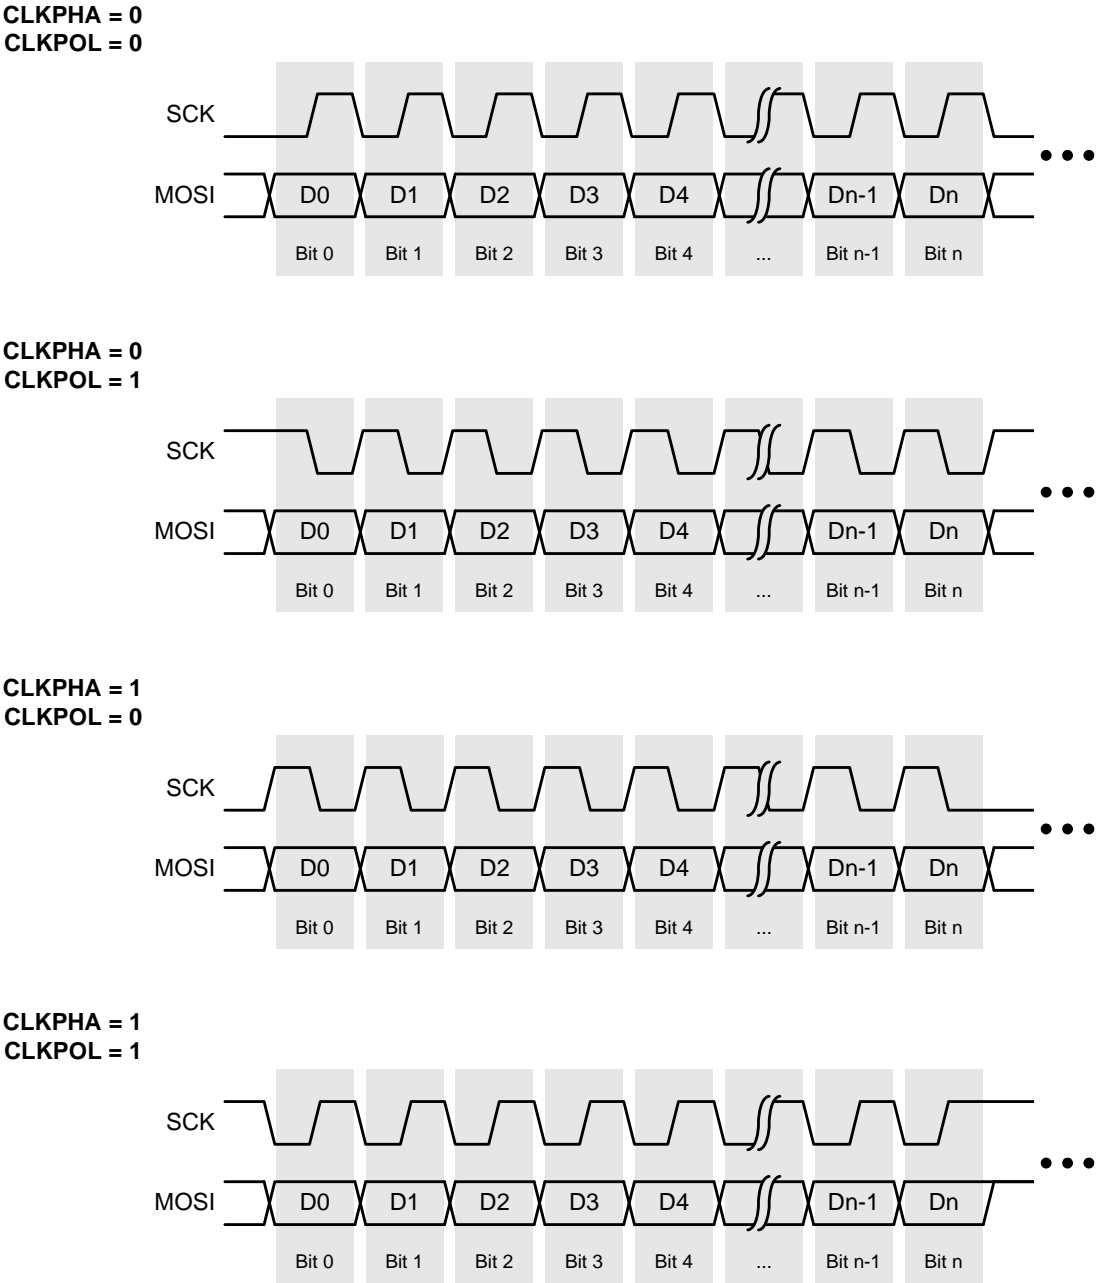 CLKPHA = 0
CLKPOL = 0
SCK
MOSI D0 D1 D2 D3 D4 Dn-1 Dn
Bit 0 Bit 1 Bit 2 Bit 3 Bit 4 ... Bit n-1 Bit n
CLKPHA = 0
CLKPOL = 1
SCK
MOSI D0 D1 D2 D3 D4 Dn-1 Dn
Bit 0 Bit 1 Bit 2 Bit 3 Bit 4 ... Bit n-1 Bit n
CLKPHA = 1
CLKPOL = 0
SCK
MOSI D0 D1 D2 D3 D4 Dn-1 Dn
Bit 0 Bit 1 Bit 2 Bit 3 Bit 4 ... Bit n-1 Bit n
CLKPHA = 1
CLKPOL = 1
SCK
MOSI D0 D1 D2 D3 D4 Dn-1 Dn
Bit 0 Bit 1 Bit 2 Bit 3 Bit 4 ... Bit n-1 Bit n